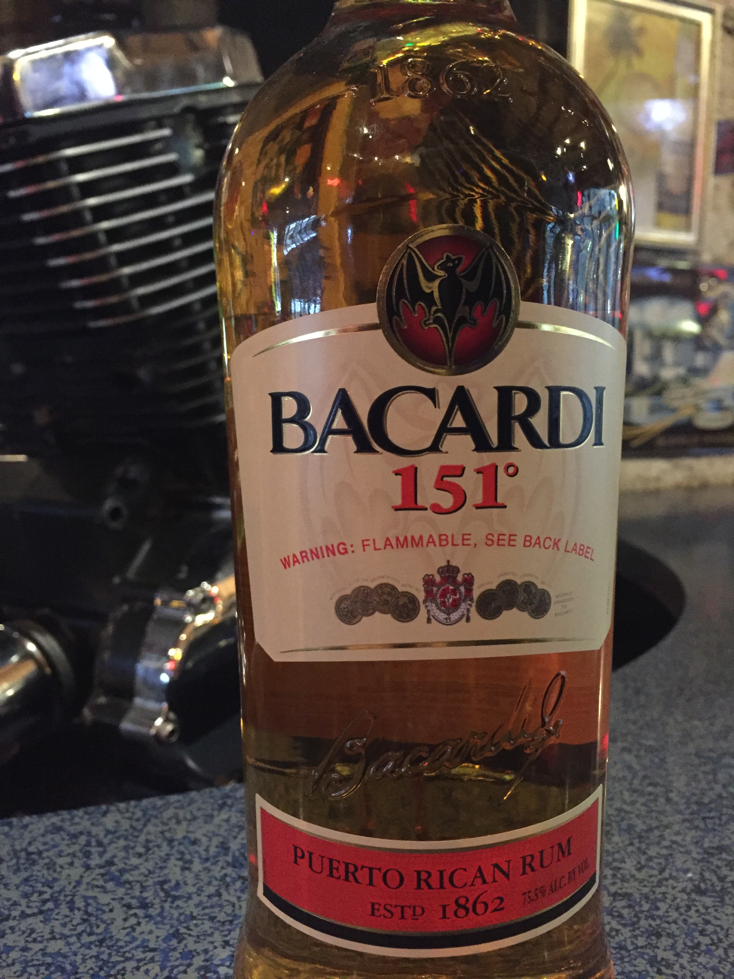 1862
BACARDI
151°
WARNING: FLAMMABLE, SEE BACK LABEL
Bacardi
PUERTO RICAN RUM
ESTD 1862 75.5% ALC. BY VOL.